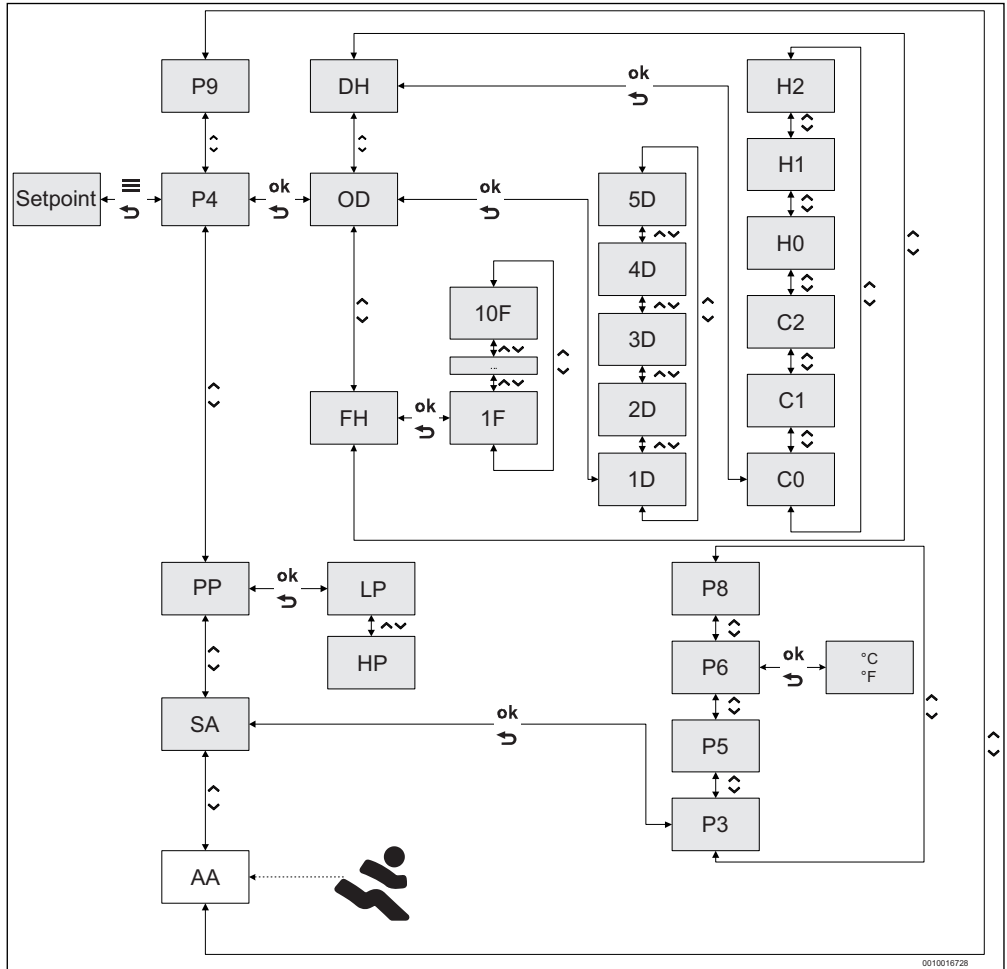 P9
DH
ok
H2
H1
Setpoint
P4
ok
OD
ok
5D
H0
4D
10F
C2
3D
...
C1
FH
ok
1F
2D
1D
C0
PP
ok
LP
P8
HP
P6
ok
°C
°F
SA
ok
P5
P3
AA
0010016728